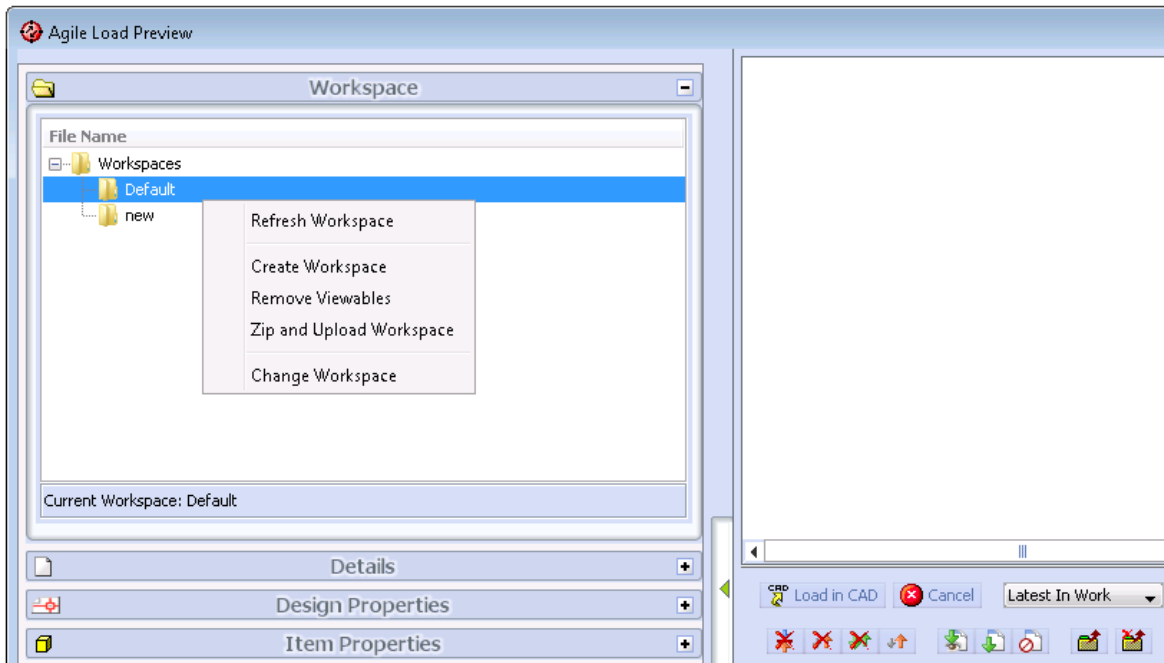 Agile Load Preview
Workspace
File Name
Workspaces
Default
new
Refresh Workspace
Create Workspace
Remove Viewables
Zip and Upload Workspace
Change Workspace
Current Workspace: Default
Details
Design Properties
Item Properties
CAD Load in CAD Cancel Latest In Work